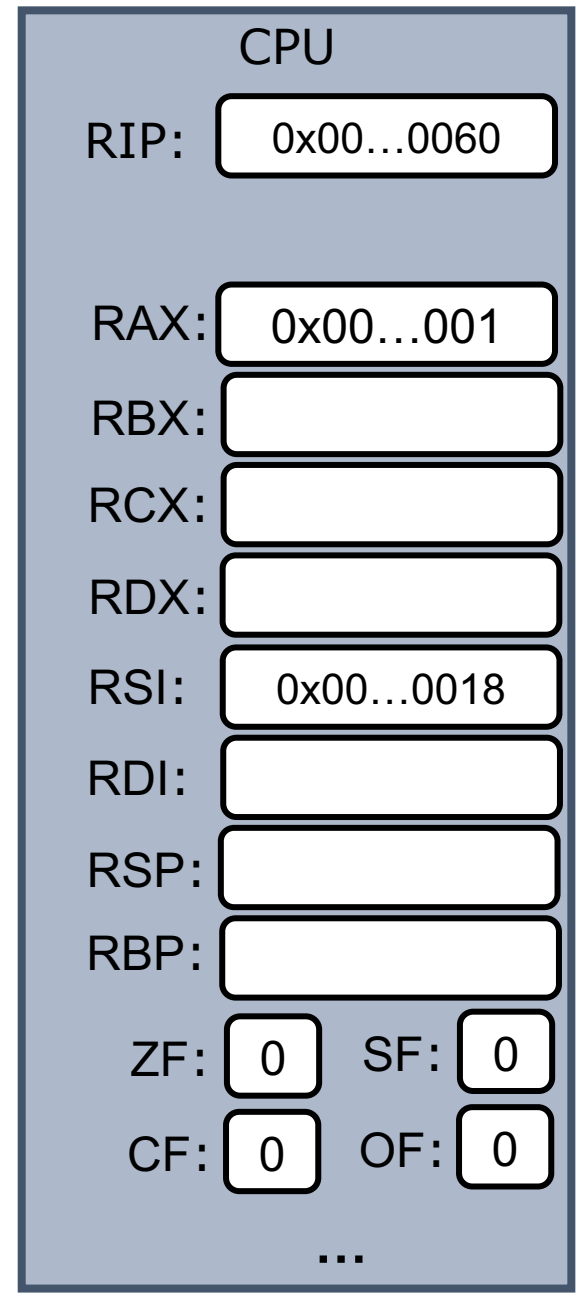 CPU
RIP: 0x00...0060
RAX: 0x00...001
RBX:
RCX:
RDX:
RSI: 0x00...0018
RDI:
RSP:
RBP:
ZF: 0 SF: 0
CF: 0 OF: 0
...